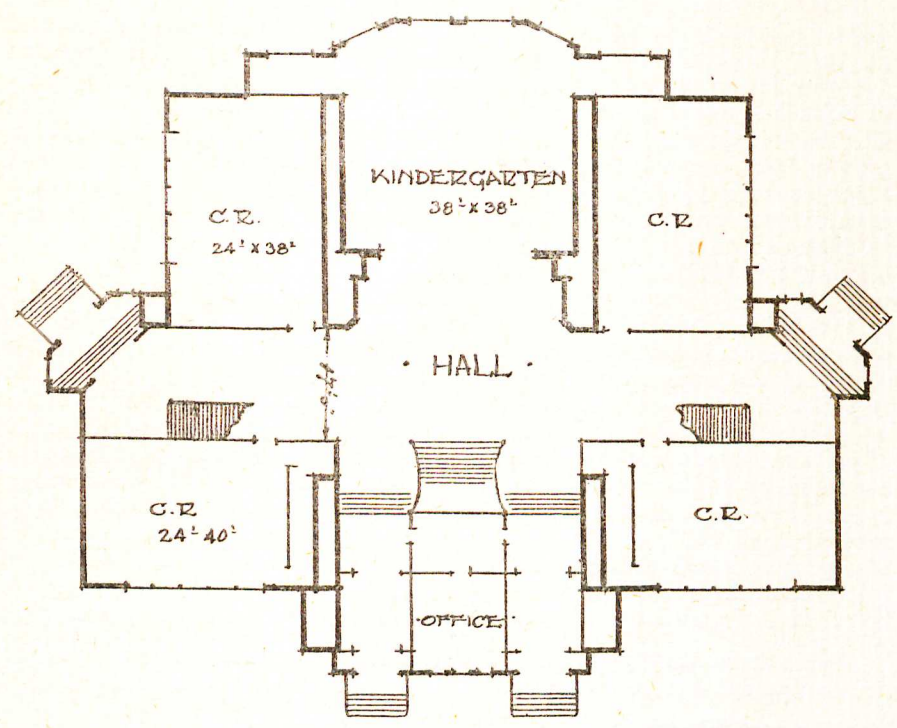 KINDERGARTEN
38' X 38'
C.R.
24' X 38'
C.R
· HALL ·
C.R
24' 40'
C.R.
·OFFICE·